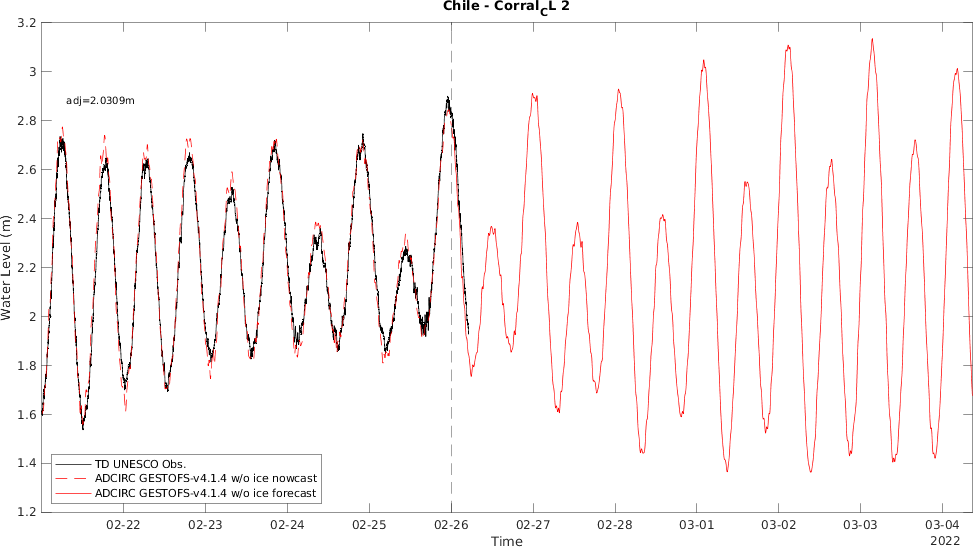 Chile - CorralCL 2
3.2
3
2.8
2.6
2.4
2.2
2
1.8
1.6
1.4
1.2
Water Level (m)
adj=2.0309m
TD UNESCO Obs.
ADCIRC GESTOFS-v4.1.4 w/o ice nowcast
ADCIRC GESTOFS-v4.1.4 w/o ice forecast
02-22 02-23 02-24 02-25 02-26 02-27 02-28 03-01 03-02 03-03 03-04
Time 2022